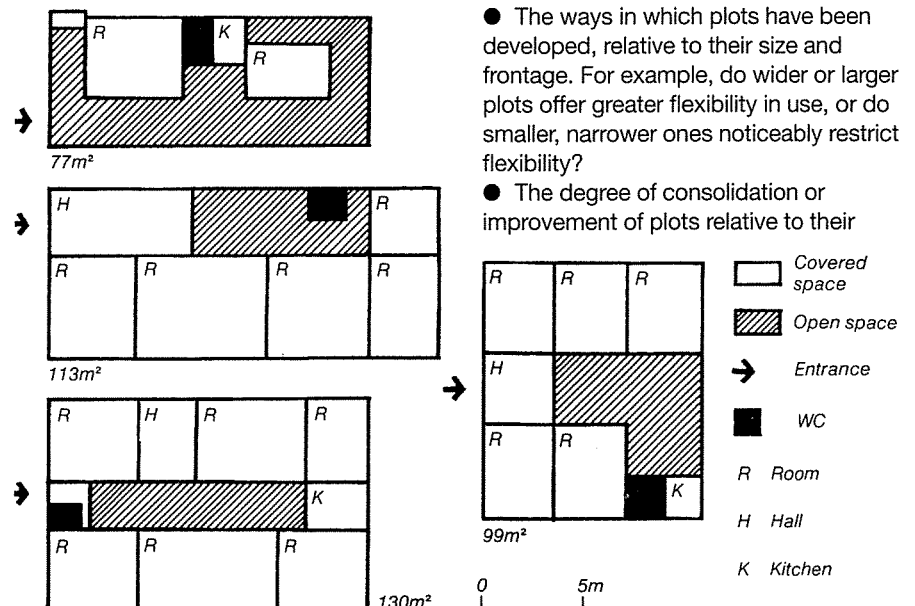 R
K
R
77m²
H
R
R
R
R
R
113m²
R
H
R
R
K
R
R
R
130m²
● The ways in which plots have been
developed, relative to their size and
frontage. For example, do wider or larger
plots offer greater flexibility in use, or do
smaller, narrower ones noticeably restrict
flexibility?
● The degree of consolidation or
improvement of plots relative to their
R
R
R
H
R
R
K
99m²
0
5m
Covered
space
Open space
Entrance
WC
R Room
H Hall
K Kitchen